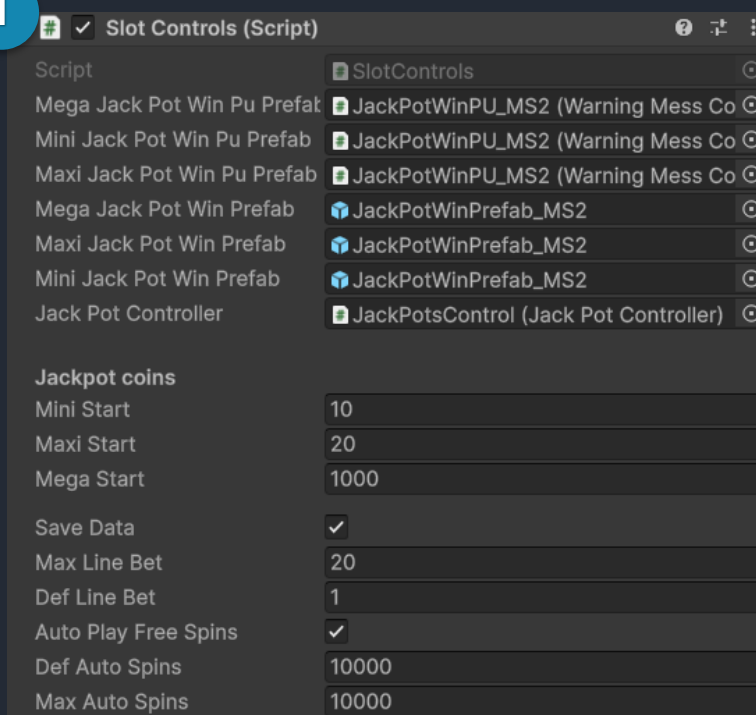 Slot Controls (Script)
Script SlotControls
Mega Jack Pot Win Pu Prefab JackPotWinPU_MS2 (Warning Mess Co
Mini Jack Pot Win Pu Prefab JackPotWinPU_MS2 (Warning Mess Co
Maxi Jack Pot Win Pu Prefab JackPotWinPU_MS2 (Warning Mess Co
Mega Jack Pot Win Prefab JackPotWinPrefab_MS2
Maxi Jack Pot Win Prefab JackPotWinPrefab_MS2
Mini Jack Pot Win Prefab JackPotWinPrefab_MS2
Jack Pot Controller JackPotsControl (Jack Pot Controller)
Jackpot coins
Mini Start 10
Maxi Start 20
Mega Start 1000
Save Data
Max Line Bet 20
Def Line Bet 1
Auto Play Free Spins
Def Auto Spins 10000
Max Auto Spins 10000